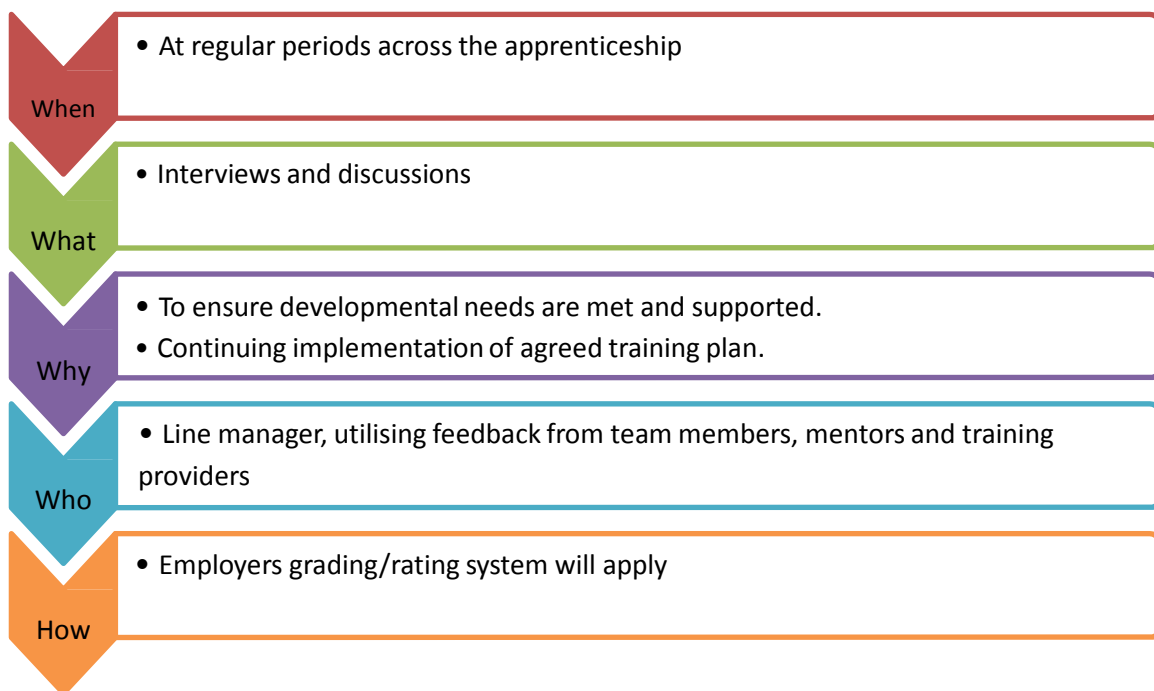 When
• At regular periods across the apprenticeship
What
• Interviews and discussions
Why
• To ensure developmental needs are met and supported.
• Continuing implementation of agreed training plan.
Who
• Line manager, utilising feedback from team members, mentors and training
providers
How
• Employers grading/rating system will apply